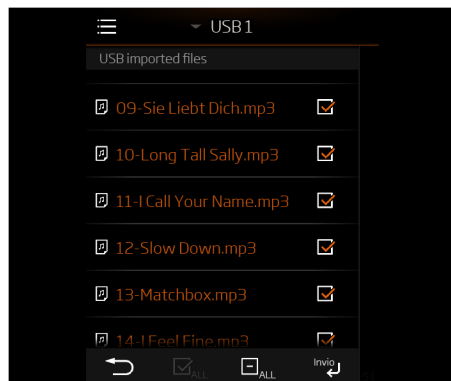 USB 1
USB imported files
09-Sie Liebt Dich.mp3
10-Long Tall Sally.mp3
11-I Call Your Name.mp3
12-Slow Down.mp3
13-Matchbox.mp3
14-I Feel Fine.mp3
ALL
ALL
Invio